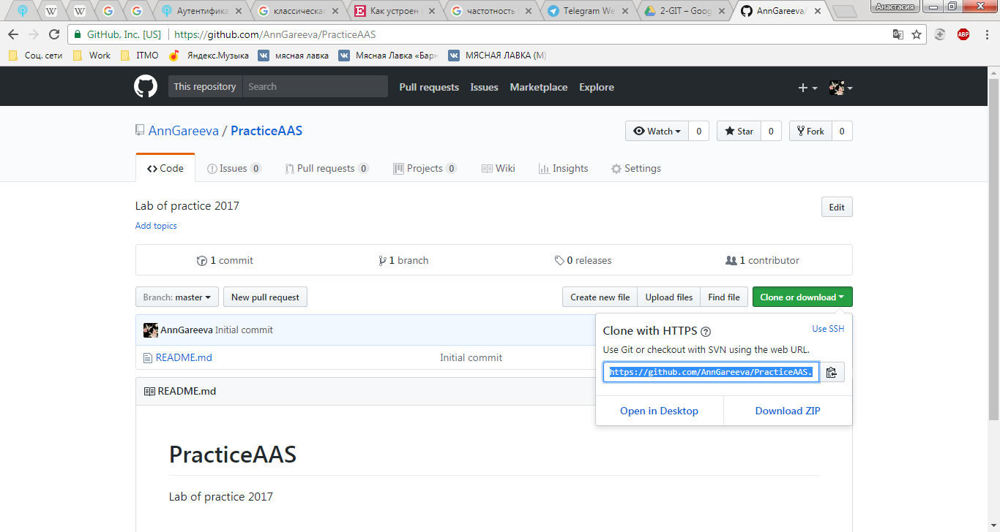 Аутентифика
классическая
Как устроен
частотность
Telegram We
2-GIT – Goog
AnnGareeva/
Анастасия
GitHub, Inc. [US] https://github.com/AnnGareeva/PracticeAAS
ABP
Соц. сети Work ITMO Яндекс.Музыка мясная лавка Мясная Лавка «Барн МЯСНАЯ ЛАВКА (М)
This repository Search Pull requests Issues Marketplace Explore
AnnGareeva / PracticeAAS
Watch 0 Star 0 Fork 0
Code Issues 0 Pull requests 0 Projects 0 Wiki Insights Settings
Lab of practice 2017
Edit
Add topics
1 commit 1 branch 0 releases 1 contributor
Branch: master New pull request Create new file Upload files Find file Clone or download
AnnGareeva Initial commit
README.md Initial commit
Clone with HTTPS
Use SSH
Use Git or checkout with SVN using the web URL.
https://github.com/AnnGareeva/PracticeAAS.
Open in Desktop Download ZIP
README.md
PracticeAAS
Lab of practice 2017